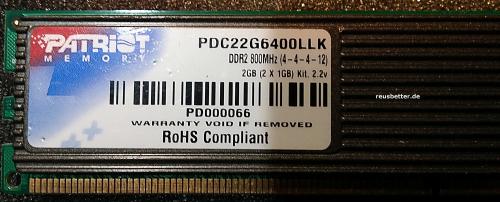 PATRIOT
MEMORY
PDC22G6400LLK
DDR2 800MHz (4-4-4-12)
2GB (2 X 1GB) Kit, 2.2v
PD000066
WARRANTY VOID IF REMOVED
RoHS Compliant
reusbetter.de